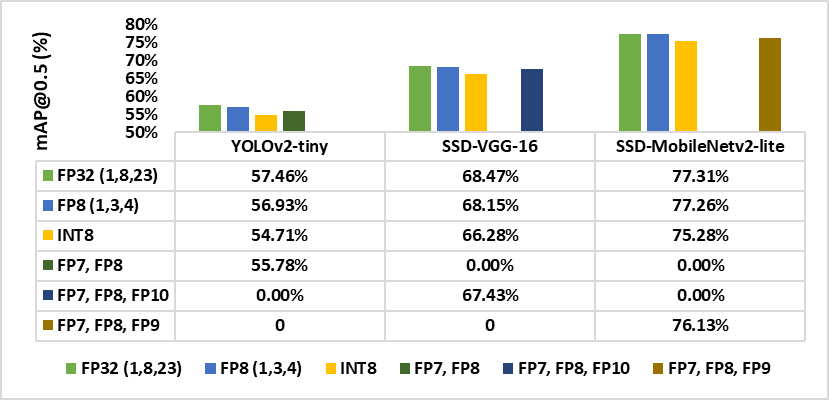 mAP@0.5 (%)
80%
75%
70%
65%
60%
55%
50%
YOLOv2-tiny SSD-VGG-16 SSD-MobileNetv2-lite
FP32 (1,8,23) 57.46% 68.47% 77.31%
FP8 (1,3,4) 56.93% 68.15% 77.26%
INT8 54.71% 66.28% 75.28%
FP7, FP8 55.78% 0.00% 0.00%
FP7, FP8, FP10 0.00% 67.43% 0.00%
FP7, FP8, FP9 0 0 76.13%
FP32 (1,8,23) FP8 (1,3,4) INT8 FP7, FP8 FP7, FP8, FP10 FP7, FP8, FP9